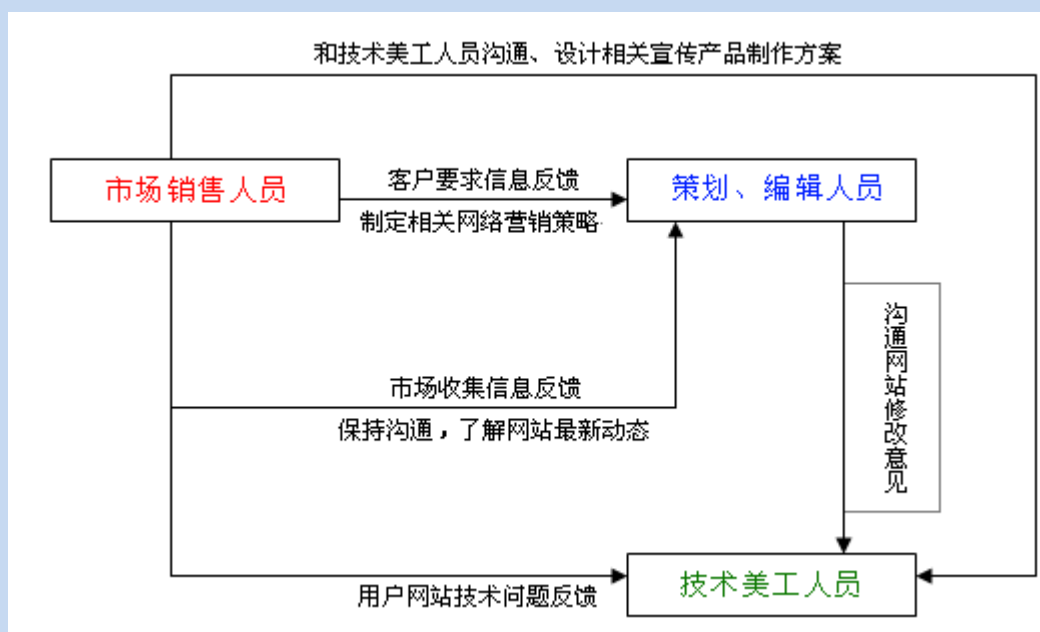 和技术美工人员沟通、设计相关宣传产品制作方案
市场销售人员
客户要求信息反馈
制定相关网络营销策略
策划、编辑人员
沟通网站修改意见
市场收集信息反馈
保持沟通，了解网站最新动态
用户网站技术问题反馈
技术美工人员